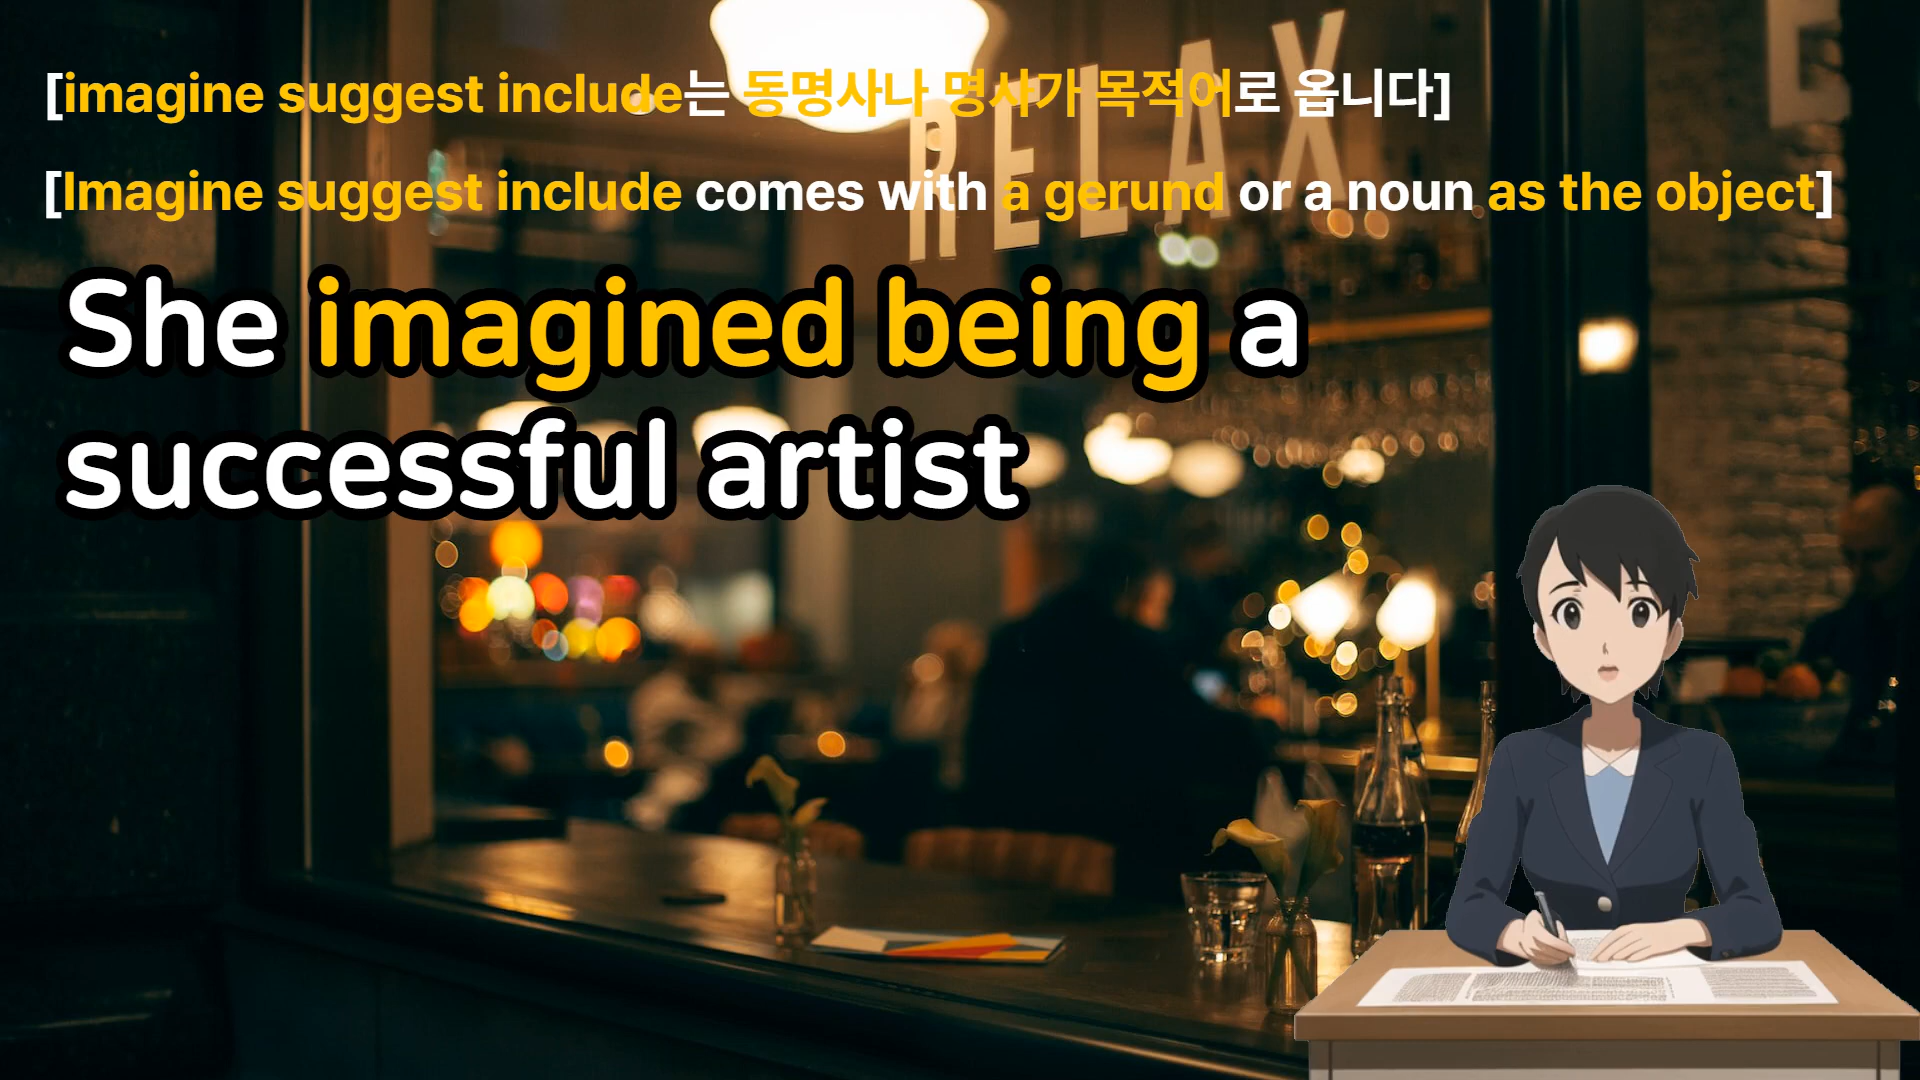 [imagine suggest include는 동명사나 명사가 목적어로 옵니다]
[Imagine suggest include comes with a gerund or a noun as the object]
RELAX
She imagined being a
successful artist